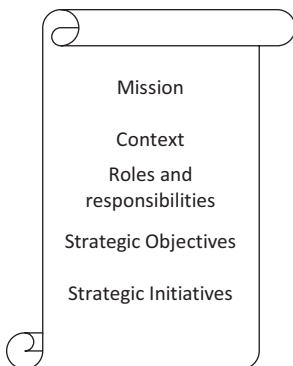 Mission
Context
Roles and
responsibilities
Strategic Objectives
Strategic Initiatives